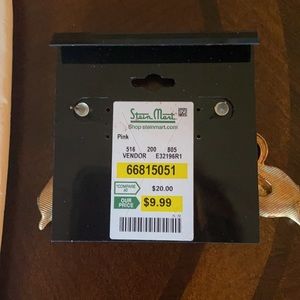 Stein Mart
Shop steinmart.com
Pink
516 200 805
VENDOR E32196R1
66815051
*COMPARE AT $20.00
OUR PRICE $9.99